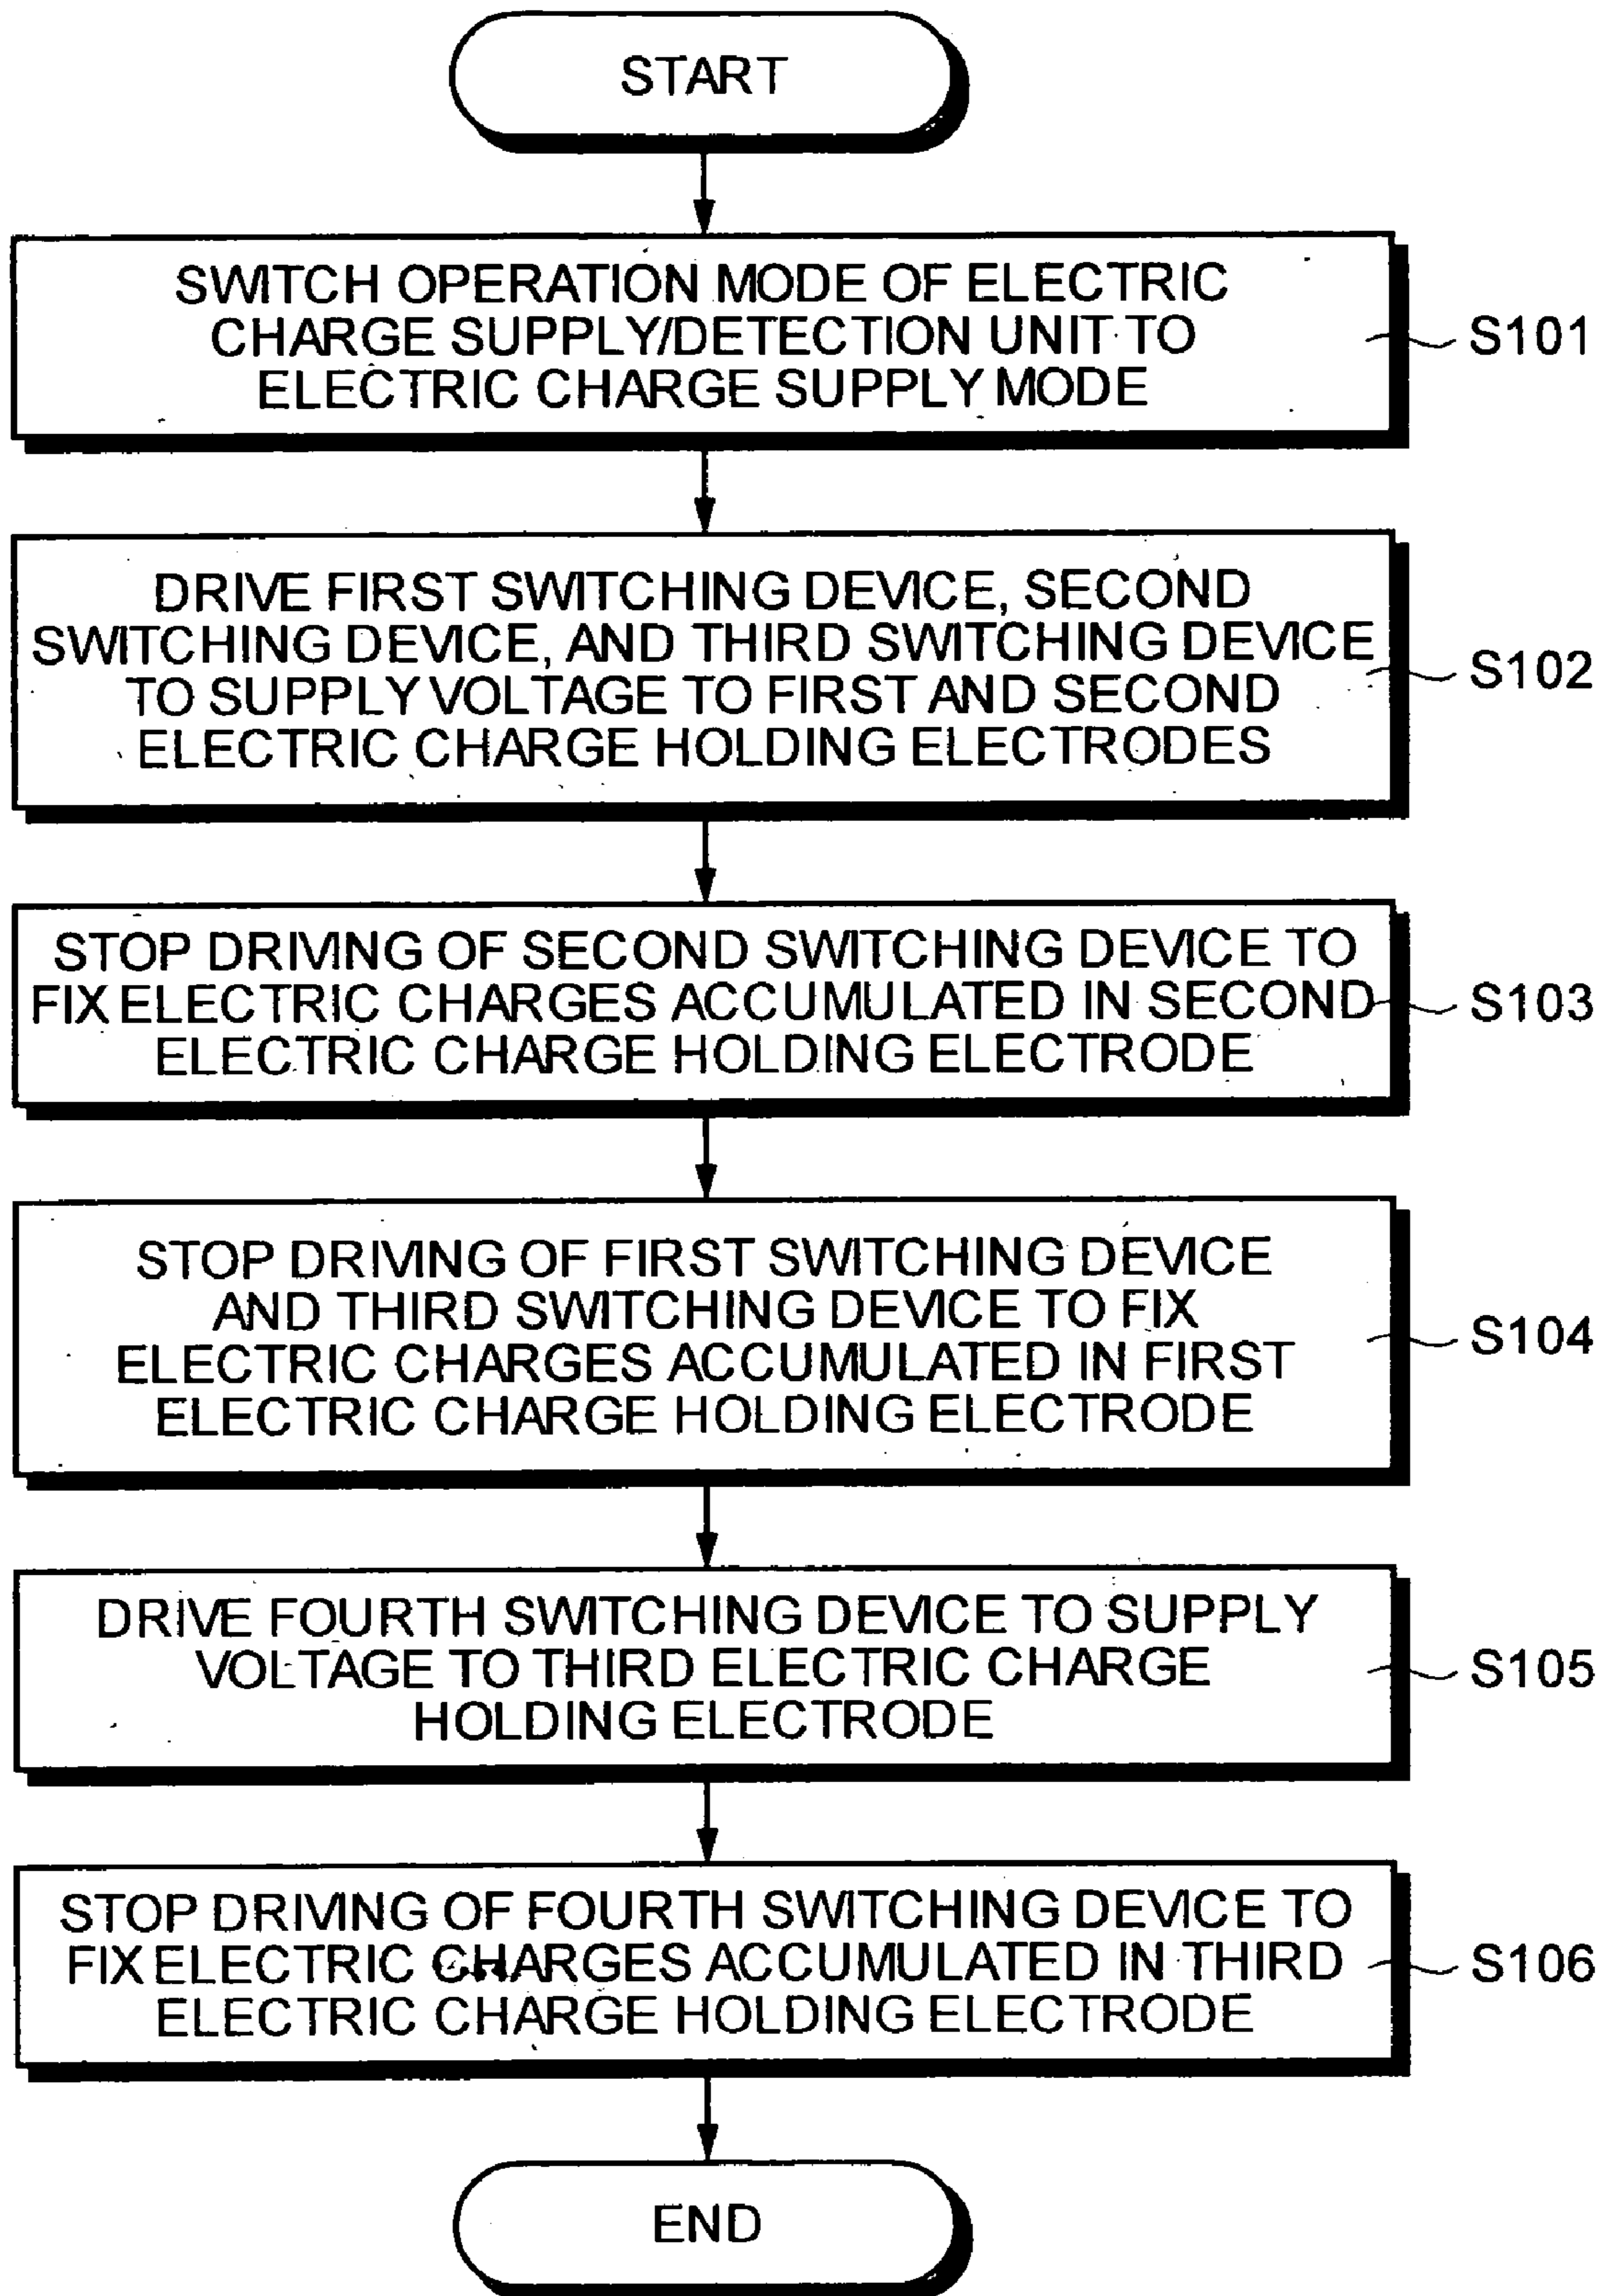 START
SWITCH OPERATION MODE OF ELECTRIC
CHARGE SUPPLY/DETECTION UNIT TO
ELECTRIC CHARGE SUPPLY MODE
S101
DRIVE FIRST SWITCHING DEVICE, SECOND
SWITCHING DEVICE, AND THIRD SWITCHING DEVICE
TO SUPPLY VOLTAGE TO FIRST AND SECOND
ELECTRIC CHARGE HOLDING ELECTRODES
S102
STOP DRIVING OF SECOND SWITCHING DEVICE TO
FIX ELECTRIC CHARGES ACCUMULATED IN SECOND
ELECTRIC CHARGE HOLDING ELECTRODE
S103
STOP DRIVING OF FIRST SWITCHING DEVICE
AND THIRD SWITCHING DEVICE TO FIX
ELECTRIC CHARGES ACCUMULATED IN FIRST
ELECTRIC CHARGE HOLDING ELECTRODE
S104
DRIVE FOURTH SWITCHING DEVICE TO SUPPLY
VOLTAGE TO THIRD ELECTRIC CHARGE
HOLDING ELECTRODE
S105
STOP DRIVING OF FOURTH SWITCHING DEVICE TO
FIX ELECTRIC CHARGES ACCUMULATED IN THIRD
ELECTRIC CHARGE HOLDING ELECTRODE
S106
END